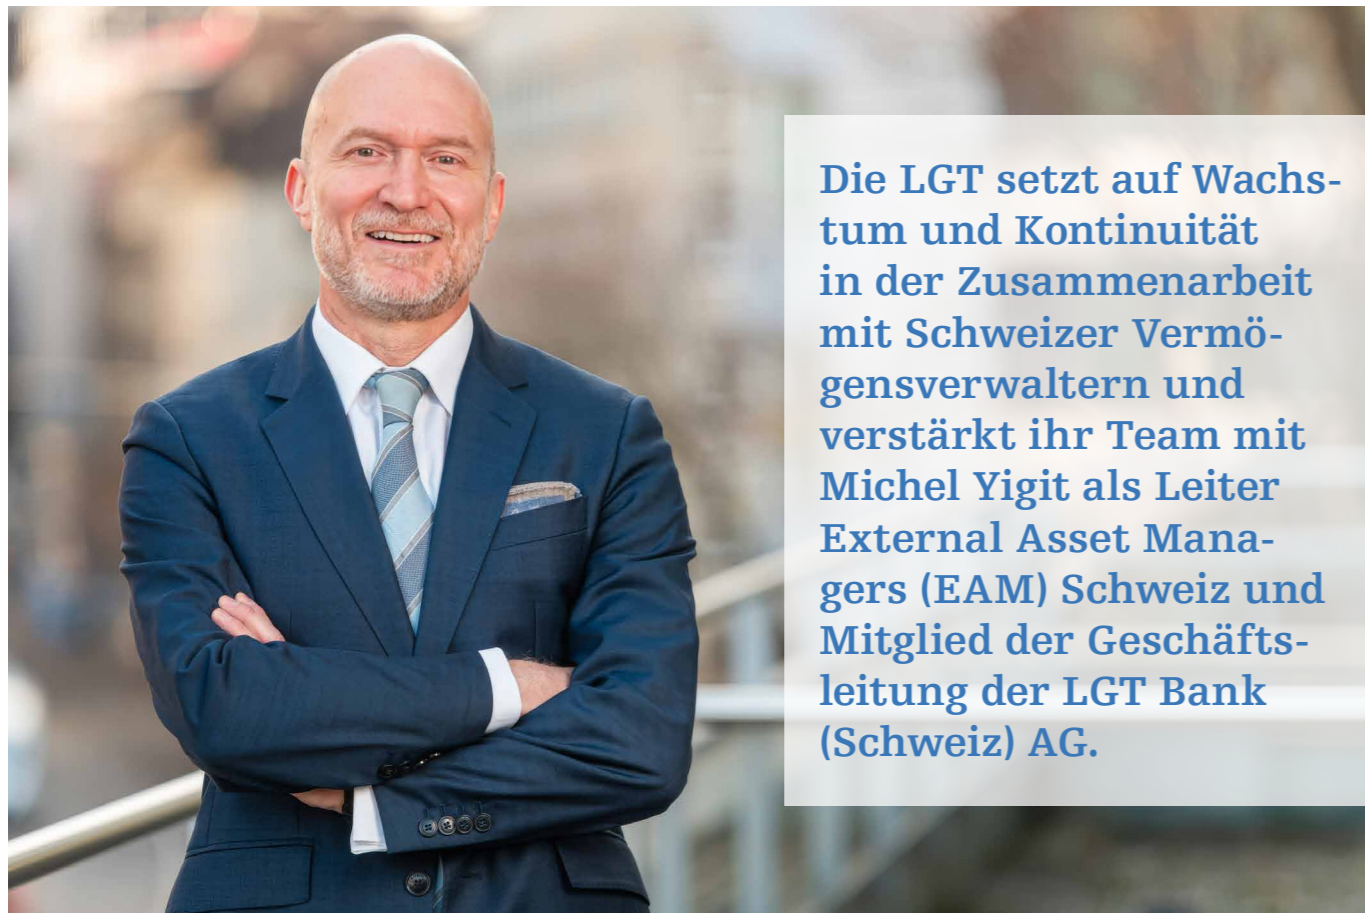 Die LGT setzt auf Wachs-
tum und Kontinuität
in der Zusammenarbeit
mit Schweizer Vermö-
gensverwaltern und
verstärkt ihr Team mit
Michel Yigit als Leiter
External Asset Mana-
gers (EAM) Schweiz und
Mitglied der Geschäfts-
leitung der LGT Bank
(Schweiz) AG.